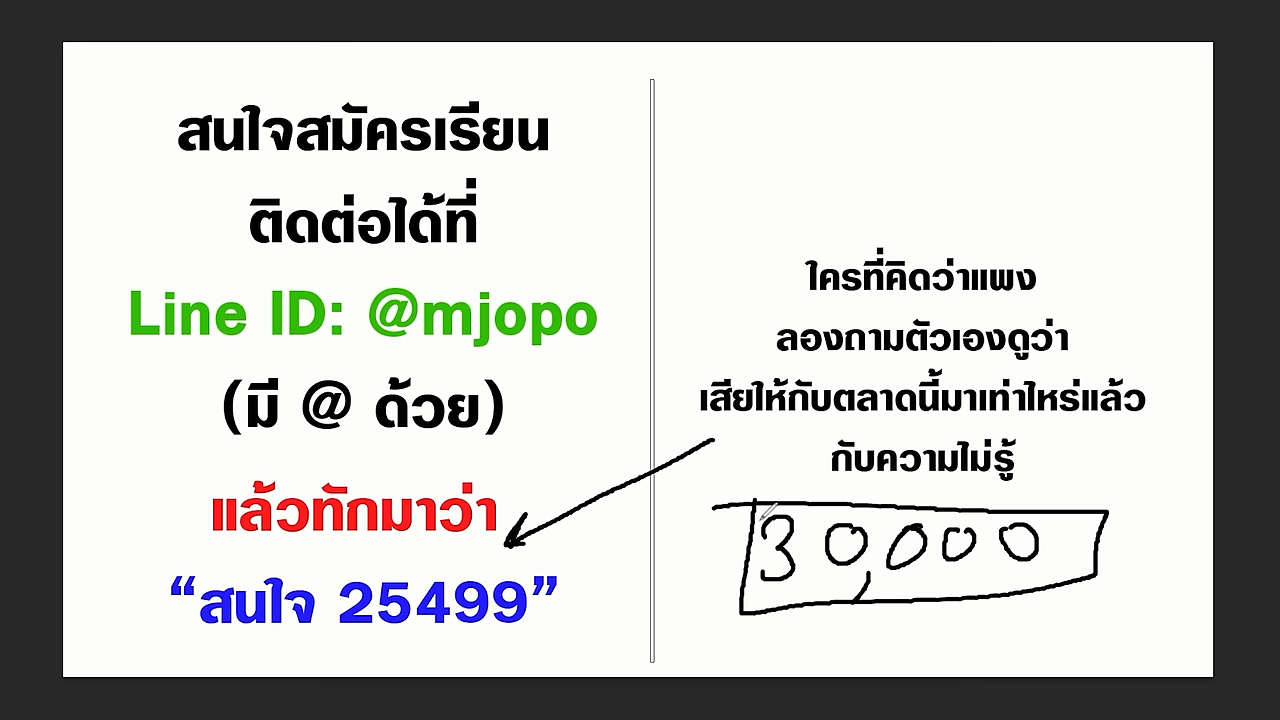 สนใจสมัครเรียน
ติดต่อได้ที่
Line ID: @mjopo
(มี @ ด้วย)
แล้วทักมาว่า
“สนใจ 25499”
ใครที่คิดว่าแพง
ลองถามตัวเองดูว่า
เสียให้กับตลาดนี้มาเท่าไหร่แล้ว
กับความไม่รู้
30,000